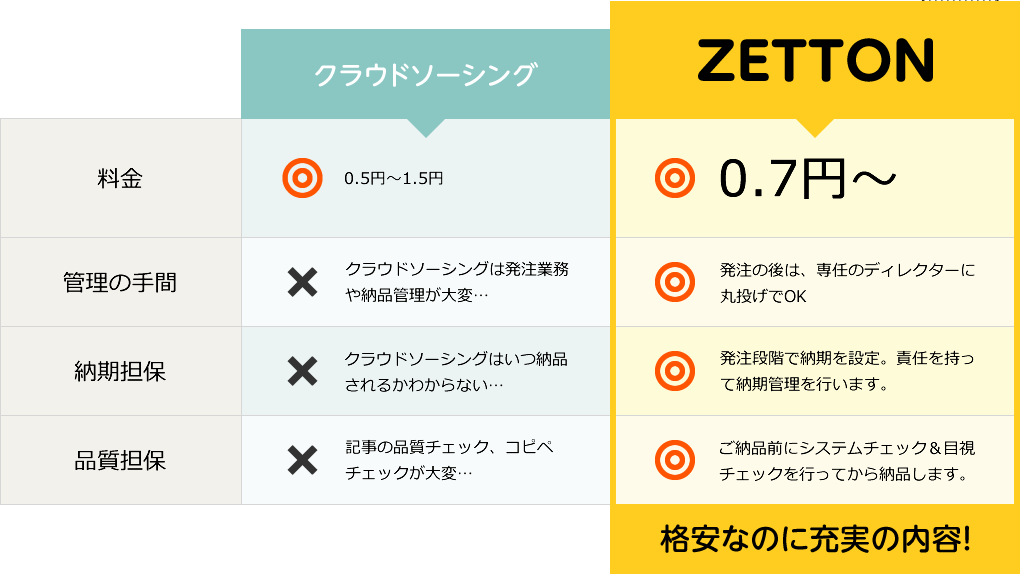 クラウドソーシング
ZETTON
料金
0.5円～1.5円
0.7円～
管理の手間
クラウドソーシングは発注業務
や納品管理が大変…
発注の後は、専任のディレクターに
丸投げでOK
納期担保
クラウドソーシングはいつ納品
されるかわからない…
発注段階で納期を設定。責任を持っ
て納期管理を行います。
品質担保
記事の品質チェック、コピペ
チェックが大変…
ご納品前にシステムチェック＆目視
チェックを行ってから納品します。
格安なのに充実の内容!